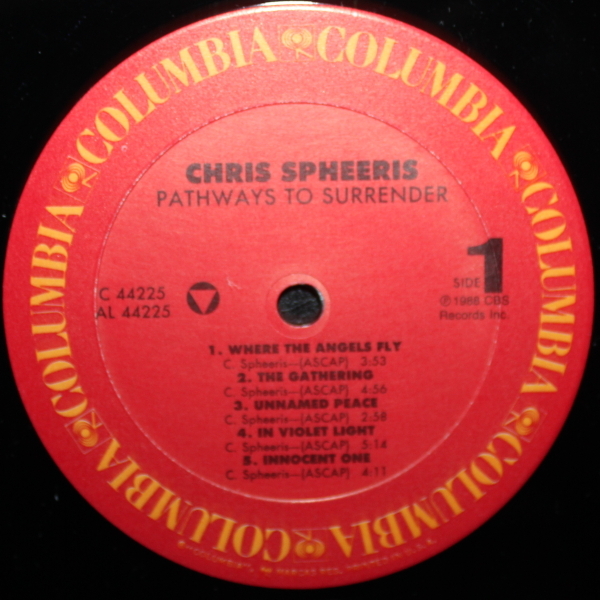 COLUMBIA COLUMBIA COLUMBIA COLUMBIA COLUMBIA COLUMBIA COLUMBIA COLUMBIA
CHRIS SPHEERIS
PATHWAYS TO SURRENDER
C 44225
AL 44225
SIDE 1
℗ 1988 CBS
Records Inc.
1. WHERE THE ANGELS FLY
C. Spheeris—(ASCAP) 3:53
2. THE GATHERING
C. Spheeris—(ASCAP) 4:56
3. UNNAMED PEACE
C. Spheeris—(ASCAP) 2:58
4. IN VIOLET LIGHT
C. Spheeris—(ASCAP) 5:14
5. INNOCENT ONE
C. Spheeris—(ASCAP) 4:11